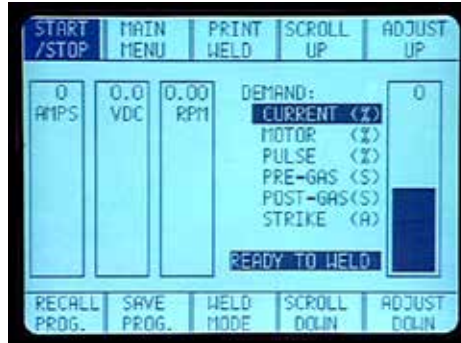 START MAIN PRINT SCROLL ADJUST
/STOP MENU WELD UP UP
0 0.0 0.00 DEMAND: 0
AMPS VDC RPM CURRENT (%)
MOTOR (%)
PULSE (%)
PRE-GAS (S)
POST-GAS(S)
STRIKE (A)
READY TO WELD
RECALL SAVE WELD SCROLL ADJUST
PROG. PROG. MODE DOWN DOWN